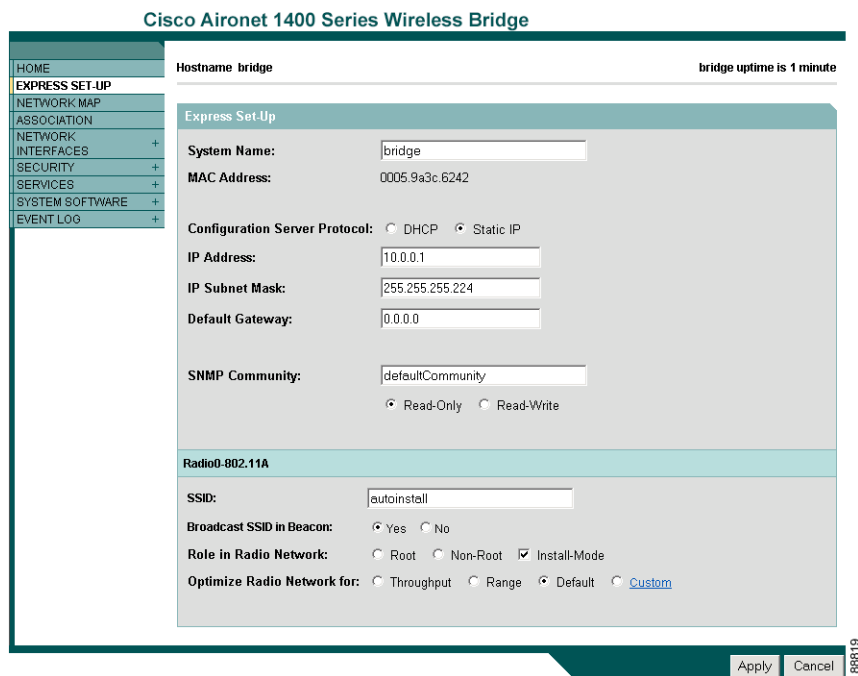 Cisco Aironet 1400 Series Wireless Bridge
HOME
EXPRESS SET-UP
NETWORK MAP
ASSOCIATION
NETWORK
INTERFACES +
SECURITY +
SERVICES +
SYSTEM SOFTWARE +
EVENT LOG +
Hostname bridge bridge uptime is 1 minute
Express Set-Up
System Name: bridge
MAC Address: 0005.9a3c.6242
Configuration Server Protocol: DHCP Static IP
IP Address: 10.0.0.1
IP Subnet Mask: 255.255.255.224
Default Gateway: 0.0.0.0
SNMP Community: defaultCommunity
Read-Only Read-Write
Radio0-802.11A
SSID: autoinstall
Broadcast SSID in Beacon: Yes No
Role in Radio Network: Root Non-Root Install-Mode
Optimize Radio Network for: Throughput Range Default Custom
Apply Cancel
88819